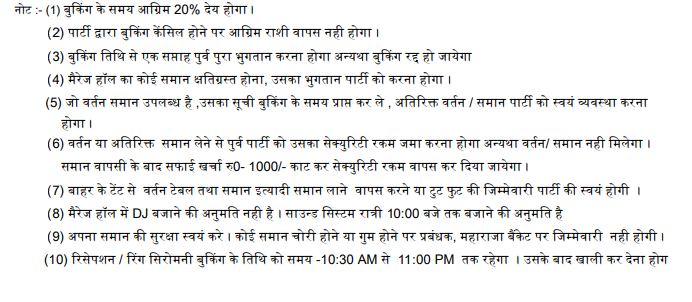 नोट :- (1) बुकिंग के समय आग्रिम 20% देय होगा।
(2) पार्टी द्वारा बुकिंग केंसिल होने पर आग्रिम राशी वापस नही होगा।
(3) बुकिंग तिथि से एक सप्ताह पुर्व पुरा भुगतान करना होगा अन्यथा बुकिंग रद्द हो जायेगा
(4) मैरेज हॉल का कोई समान क्षतिग्रस्त होना, उसका भुगतान पार्टी को करना होगा ।
(5) जो वर्तन समान उपलब्ध है ,उसका सूची बुकिंग के समय प्राप्त कर ले , अतिरिक्त वर्तन / समान पार्टी को स्वयं व्यवस्था करना
होगा ।
(6) वर्तन या अतिरिक्त समान लेने से पुर्व पार्टी को उसका सेक्युरिटी रकम जमा करना होगा अन्यथा वर्तन/ समान नही मिलेगा ।
समान वापसी के बाद सफाई खर्चा रु0- 1000/- काट कर सेक्युरिटी रकम वापस कर दिया जायेगा ।
(7) बाहर के टेंट से वर्तन टेबल तथा समान इत्यादी समान लाने वापस करने या टुट फुट की जिम्मेवारी पार्टी की स्वयं होगी ।
(8) मैरेज हॉल में DJ बजाने की अनुमति नही है । साउन्ड सिस्टम रात्री 10:00 बजे तक बजाने की अनुमति है
(9) अपना समान की सुरक्षा स्वयं करे । कोई समान चोरी होने या गुम होने पर प्रबंधक, महाराजा बैंकेट पर जिम्मेवारी नही होगी ।
(10) रिसेपशन / रिंग सिरोमनी बुकिंग के तिथि को समय -10:30 AM से 11:00 PM तक रहेगा । उसके बाद खाली कर देना होग